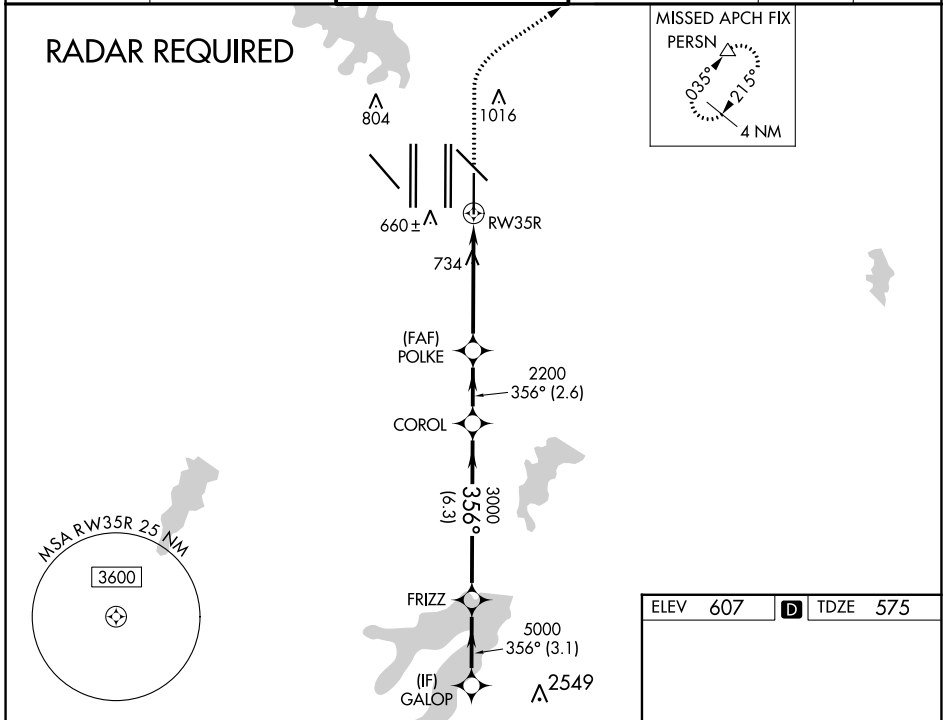 RADAR REQUIRED
MISSED APCH FIX
PERSN
035°
215°
4 NM
804
1016
660±
RW35R
734
(FAF)
POLKE
2200
356° (2.6)
COROL
3000
356°
(6.3)
MSA RW35R 25 NM
3600
FRIZZ
5000
356° (3.1)
(IF)
GALOP
2549
ELEV 607 D TDZE 575